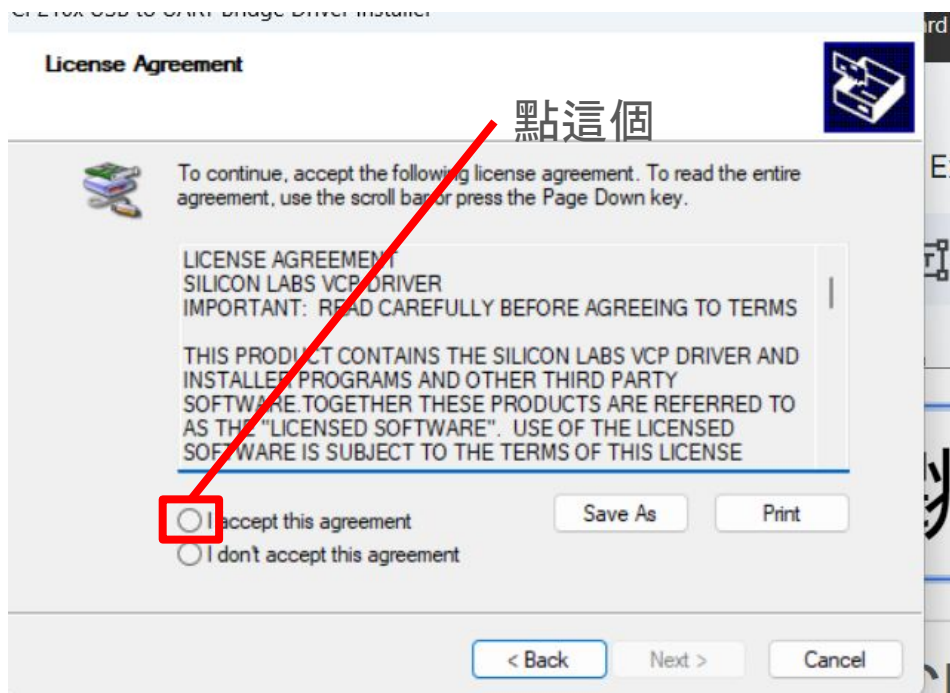 License Agreement
點這個
To continue, accept the following license agreement. To read the entire
agreement, use the scroll bar or press the Page Down key.
LICENSE AGREEMENT
SILICON LABS VCP DRIVER
IMPORTANT: READ CAREFULLY BEFORE AGREEING TO TERMS
THIS PRODUCT CONTAINS THE SILICON LABS VCP DRIVER AND
INSTALLER PROGRAMS AND OTHER THIRD PARTY
SOFTWARE.TOGETHER THESE PRODUCTS ARE REFERRED TO
AS THE "LICENSED SOFTWARE". USE OF THE LICENSED
SOFTWARE IS SUBJECT TO THE TERMS OF THIS LICENSE
I accept this agreement
Save As
Print
I don't accept this agreement
< Back
Next >
Cancel